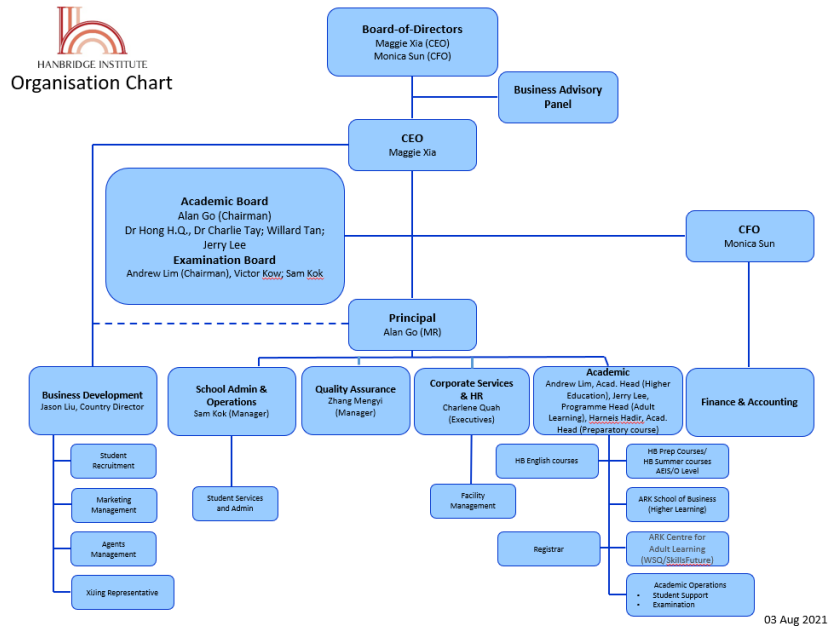 HANBRIDGE INSTITUTE
Organisation Chart
Board-of-Directors
Maggie Xia (CEO)
Monica Sun (CFO)
Business Advisory
Panel
CEO
Maggie Xia
Academic Board
Alan Go (Chairman)
Dr Hong H.Q., Dr Charlie Tay; Willard Tan;
Jerry Lee
Examination Board
Andrew Lim (Chairman), Victor Kow; Sam Kok
CFO
Monica Sun
Principal
Alan Go (MR)
Business Development
Jason Liu, Country Director
School Admin &
Operations
Sam Kok (Manager)
Quality Assurance
Zhang Mengyi
(Manager)
Corporate Services
& HR
Charlene Quah
(Executives)
Academic
Andrew Lim, Acad. Head (Higher
Education), Jerry Lee,
Programme Head (Adult
Learning), Harneis Hadir, Acad.
Head (Preparatory course)
Finance & Accounting
Student
Recruitment
Marketing
Management
Agents
Management
XiJing Representative
Student Services
and Admin
Facility
Management
HB English courses
Registrar
HB Prep Courses/
HB Summer courses
AEIS/O Level
ARK School of Business
(Higher Learning)
ARK Centre for
Adult Learning
(WSQ/SkillsFuture)
Academic Operations
• Student Support
• Examination
03 Aug 2021